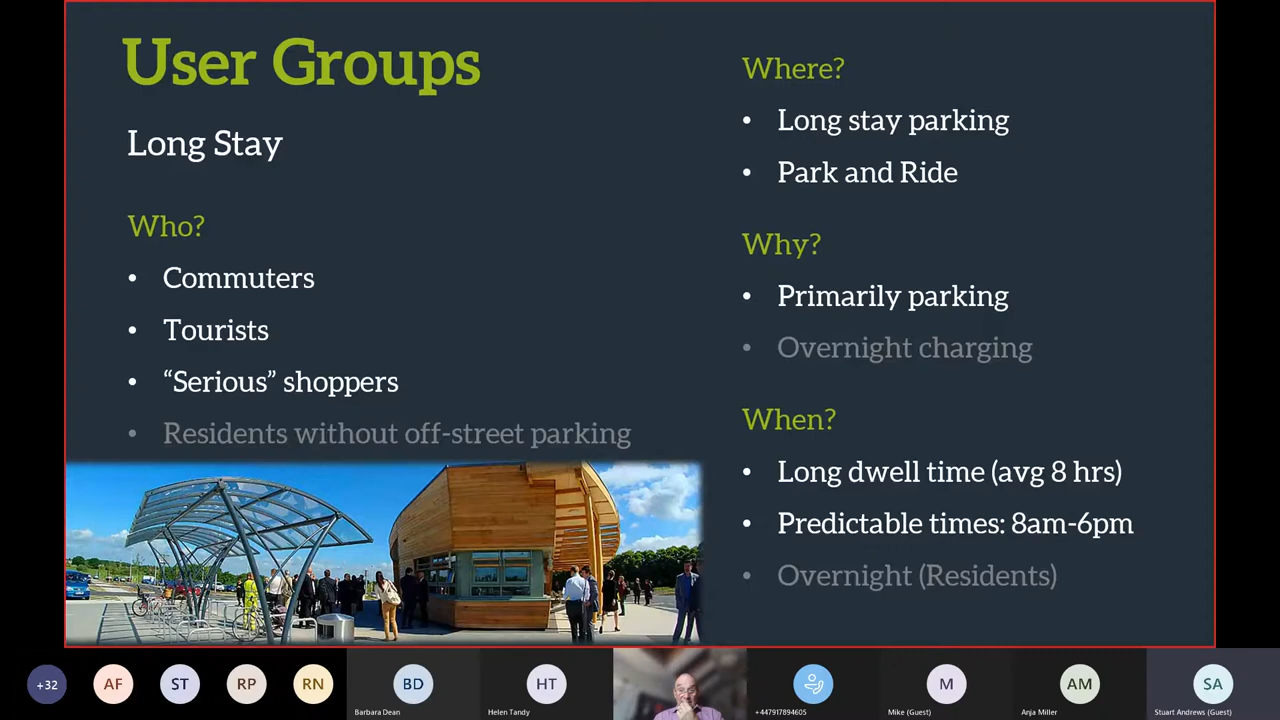 User Groups
Long Stay
Who?
• Commuters
• Tourists
• “Serious” shoppers
• Residents without off-street parking
Where?
• Long stay parking
• Park and Ride
Why?
• Primarily parking
• Overnight charging
When?
• Long dwell time (avg 8 hrs)
• Predictable times: 8am-6pm
• Overnight (Residents)
+32
AF
ST
RP
RN
BD
Barbara Dean
HT
Helen Tandy
+447917894605
M
Mike (Guest)
AM
Anja Miller
SA
Stuart Andrews (Guest)